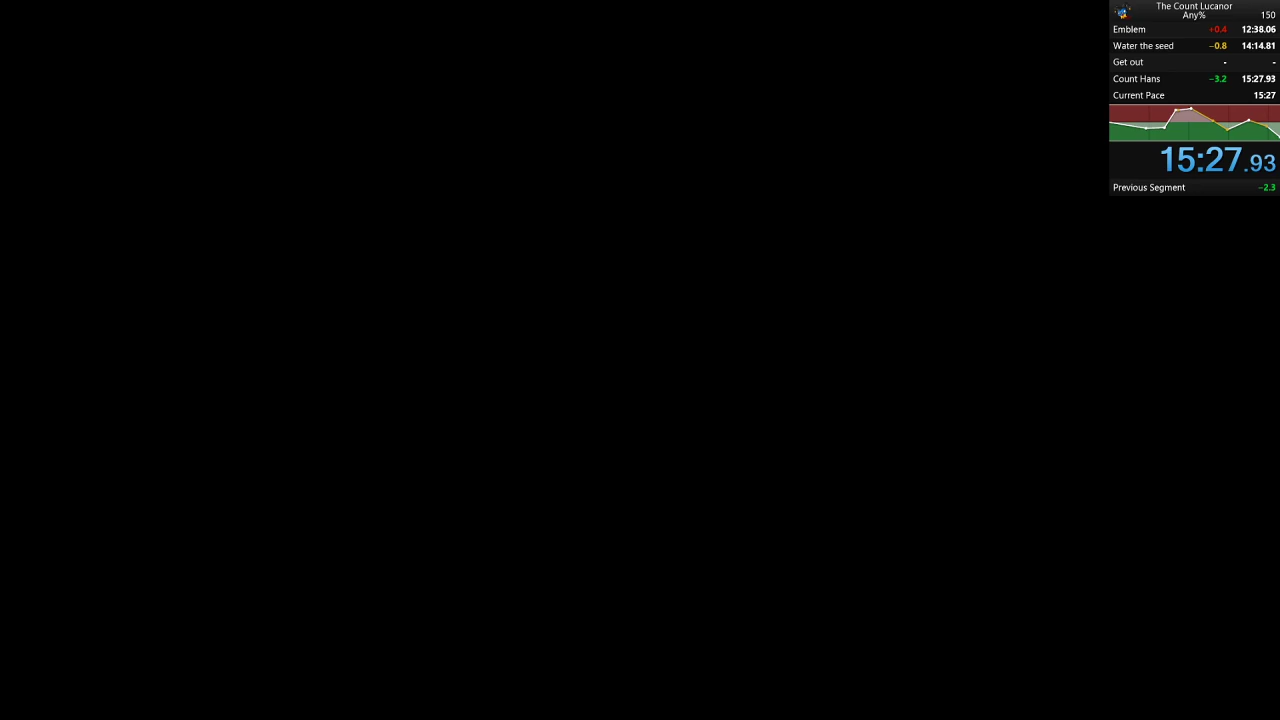 The Count Lucanor
Any% 150
Emblem +0.4 12:38.06
Water the seed −0.8 14:14.81
Get out - -
Count Hans −3.2 15:27.93
Current Pace 15:27
15:27.93
Previous Segment −2.3